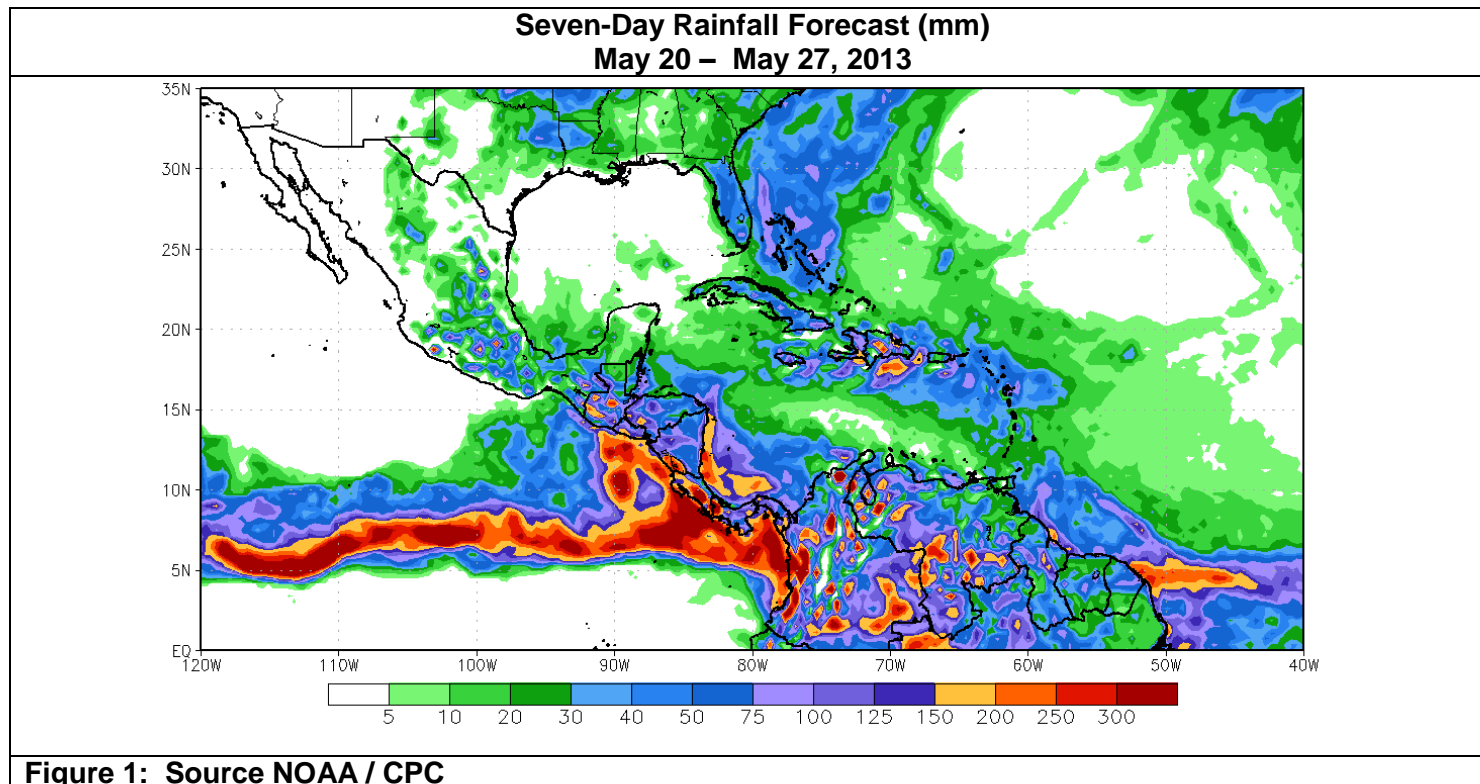 Seven-Day Rainfall Forecast (mm)
May 20 – May 27, 2013
35N
30N
25N
20N
15N
10N
5N
EQ
120W 110W 100W 90W 80W 70W 60W 50W 40W
5 10 20 30 40 50 75 100 125 150 200 250 300
Figure 1: Source NOAA / CPC